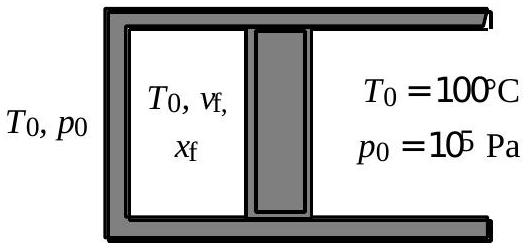 T₀, p₀
T₀, vf,
xf
T₀ = 100°C
p₀ = 10⁵ Pa